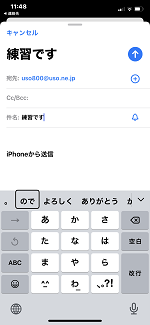 11:48
キャンセル
練習です
宛先: uso800@uso.ne.jp
Cc/Bcc:
件名: 練習です
iPhoneから送信
。 ので よろしく ありがとう が
→ あ か さ
た な は 空白
ABC ま や ら 改行
^^ わ 、。?!